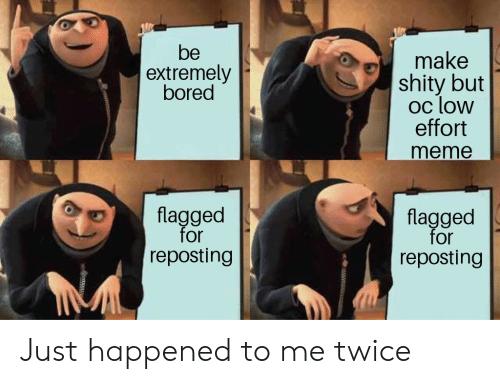 be
extremely
bored
make
shity but
oc low
effort
meme
flagged
for
reposting
flagged
for
reposting
Just happened to me twice